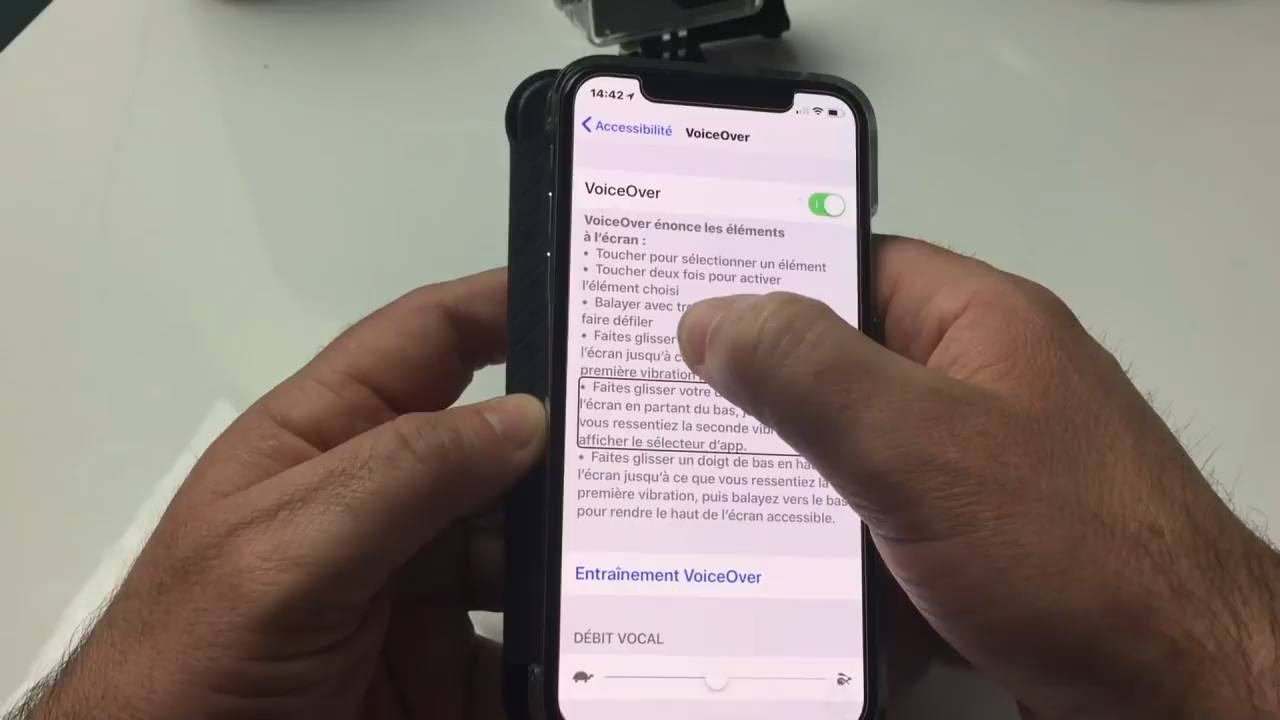 14:42
Accessibilité VoiceOver
VoiceOver
VoiceOver énonce les éléments
à l'écran :
• Toucher pour sélectionner un élément
• Toucher deux fois pour activer
l'élément choisi
• Balayer avec
faire défiler
• Faites glisser
l'écran jusqu'à
première vibration
• Faites glisser votre
l'écran en partant du bas,
vous ressentiez la seconde
afficher le sélecteur d'app.
• Faites glisser un doigt de bas en
l'écran jusqu'à ce que vous ressentiez la
première vibration, puis balayez vers le bas
pour rendre le haut de l'écran accessible.
Entraînement VoiceOver
DÉBIT VOCAL